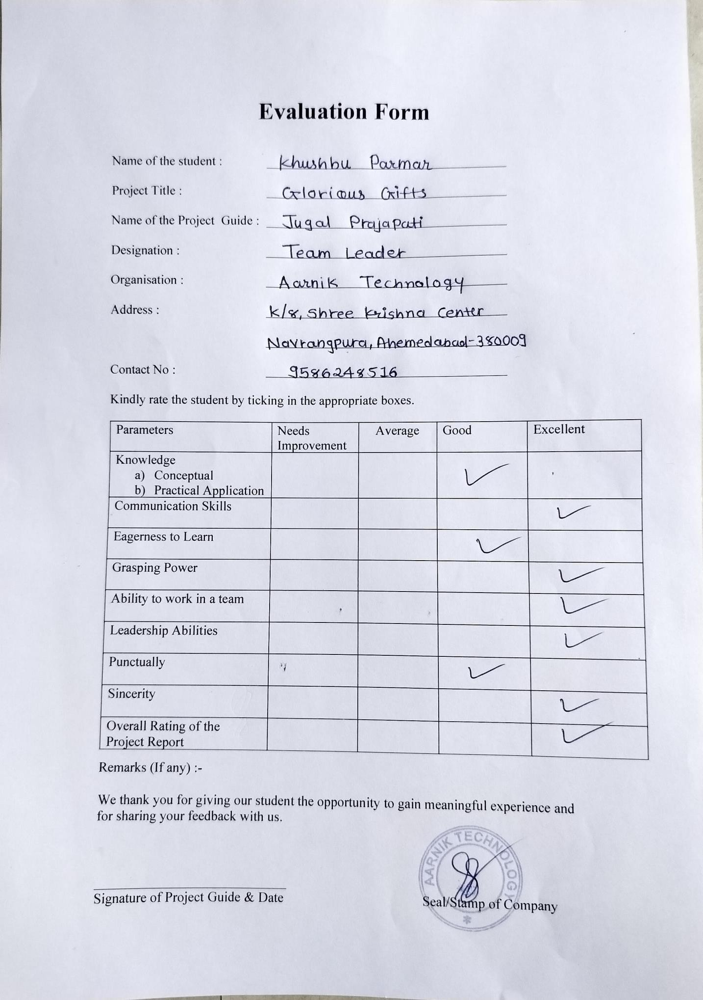 Evaluation Form
Name of the student : Khushbu Parmar
Project Title : Glorious Gifts
Name of the Project Guide : Jugal Prajapati
Designation : Team Leader
Organisation : Aarnik Technology
Address : K/8, Shree Krishna Center
Navrangpura, Ahemedabad-380009
Contact No : 9586248516
Kindly rate the student by ticking in the appropriate boxes.
Parameters Needs Average Good Excellent
Improvement
Knowledge
a) Conceptual ✓
b) Practical Application
Communication Skills ✓
Eagerness to Learn ✓
Grasping Power ✓
Ability to work in a team ✓
Leadership Abilities ✓
Punctually ✓
Sincerity ✓
Overall Rating of the ✓
Project Report
Remarks (If any) :-
We thank you for giving our student the opportunity to gain meaningful experience and
for sharing your feedback with us.
AARNIK TECHNOLOGY
Signature of Project Guide & Date Seal/Stamp of Company